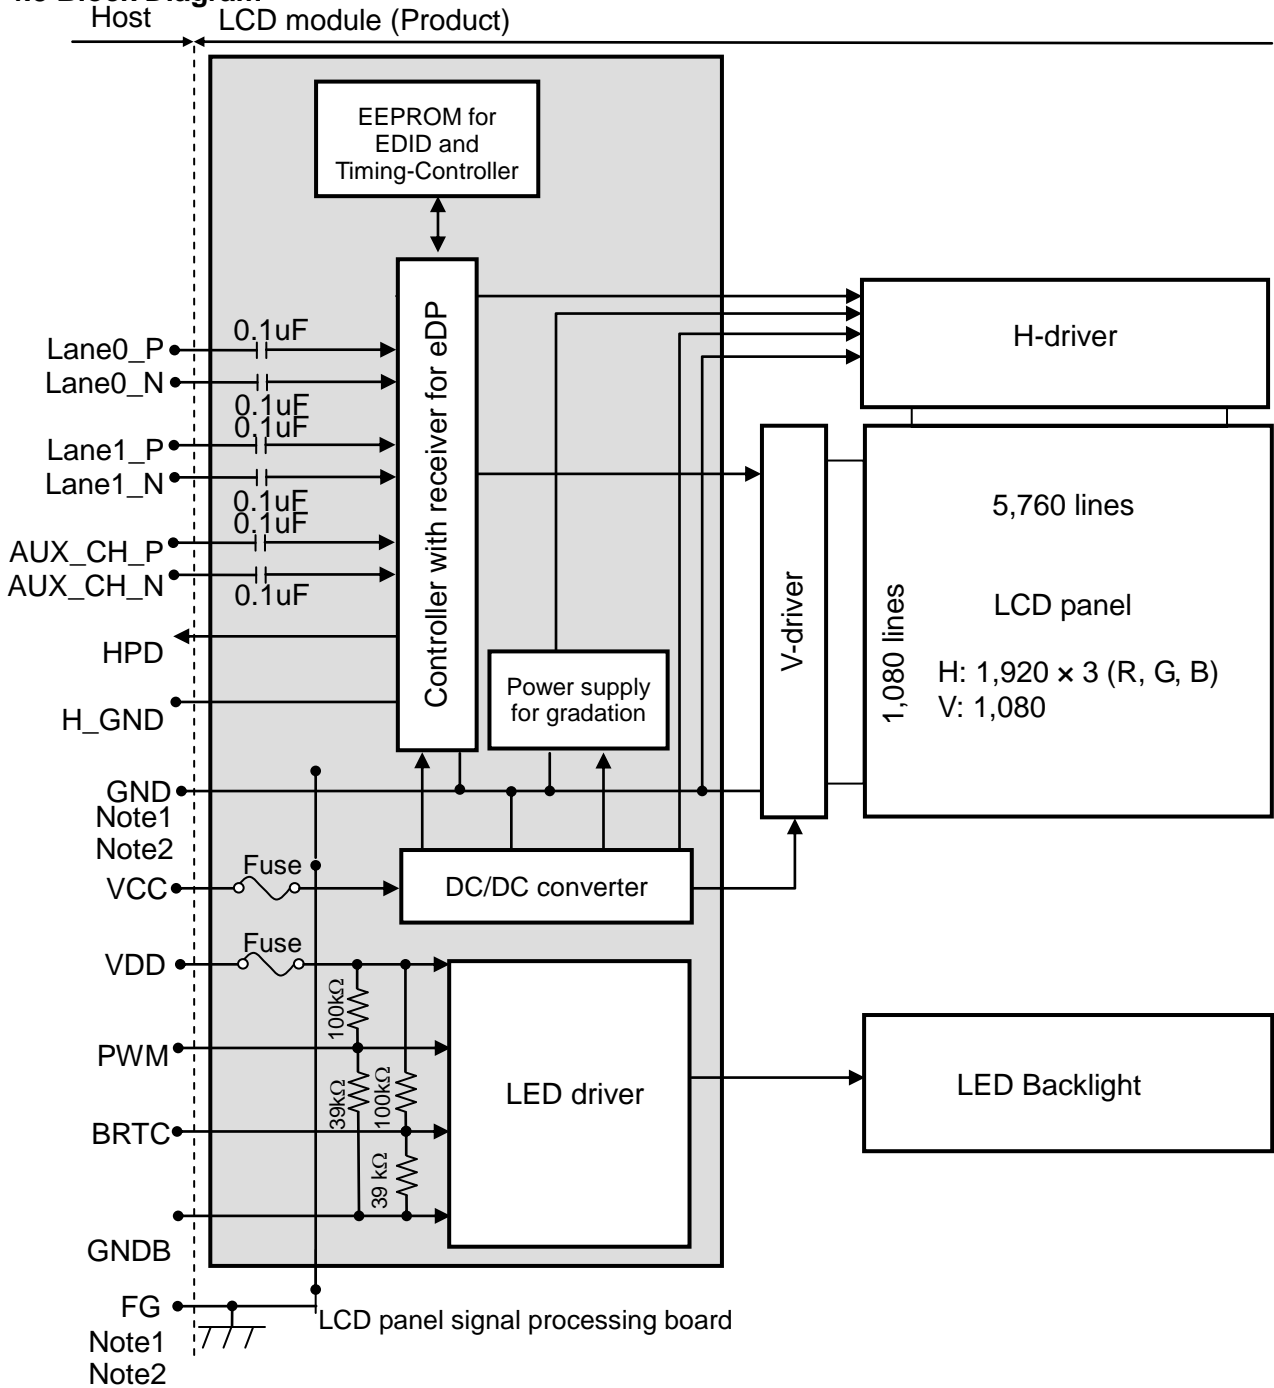 Host
LCD module (Product)
EEPROM for
EDID and
Timing-Controller
Controller with receiver for eDP
H-driver
Lane0_P
0.1uF
Lane0_N
0.1uF
0.1uF
Lane1_P
Lane1_N
0.1uF
0.1uF
AUX_CH_P
AUX_CH_N
0.1uF
HPD
H_GND
Power supply
for gradation
V-driver
5,760 lines
1,080 lines
LCD panel
H: 1,920 × 3 (R, G, B)
V: 1,080
GND
Note1
Note2
VCC
Fuse
DC/DC converter
VDD
Fuse
100kΩ
PWM
39kΩ
100kΩ
LED driver
LED Backlight
BRTC
39 kΩ
GNDB
FG
Note1
Note2
LCD panel signal processing board